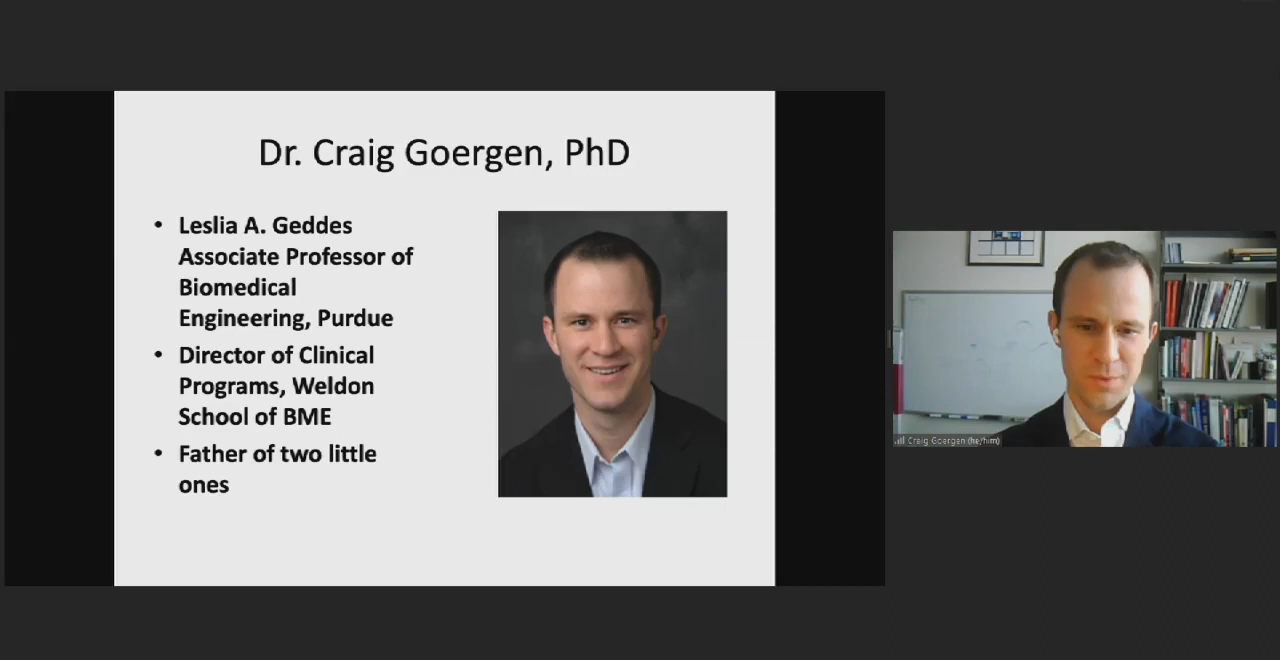 Dr. Craig Goergen, PhD
• Leslia A. Geddes
Associate Professor of
Biomedical
Engineering, Purdue
• Director of Clinical
Programs, Weldon
School of BME
• Father of two little
ones
Craig Goergen (he/him)